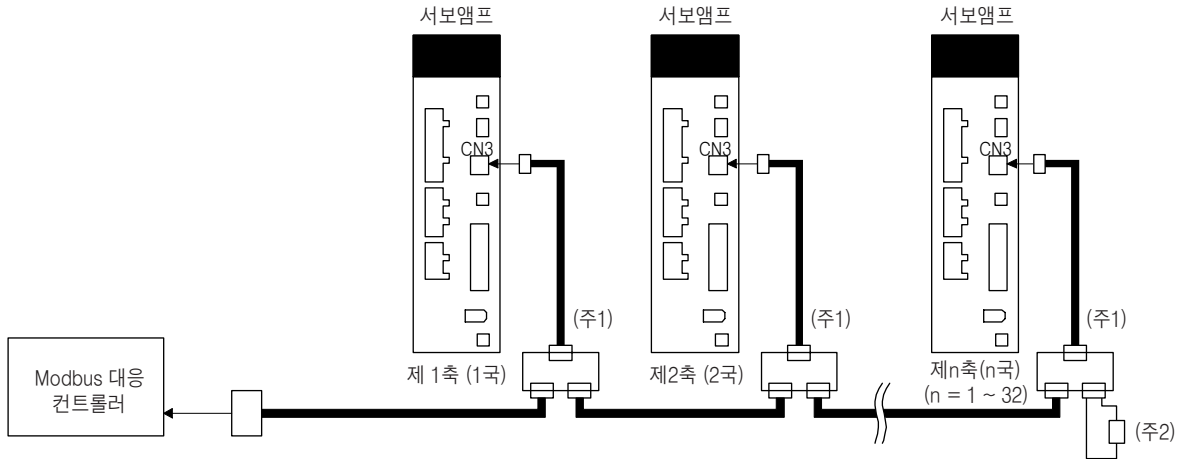 서보앰프
서보앰프
서보앰프
CN3
CN3
CN3
(주1)
(주1)
(주1)
제 1축 (1국)
제2축 (2국)
제n축(n국)
(n = 1 ~ 32)
Modbus 대응
컨트롤러
(주2)